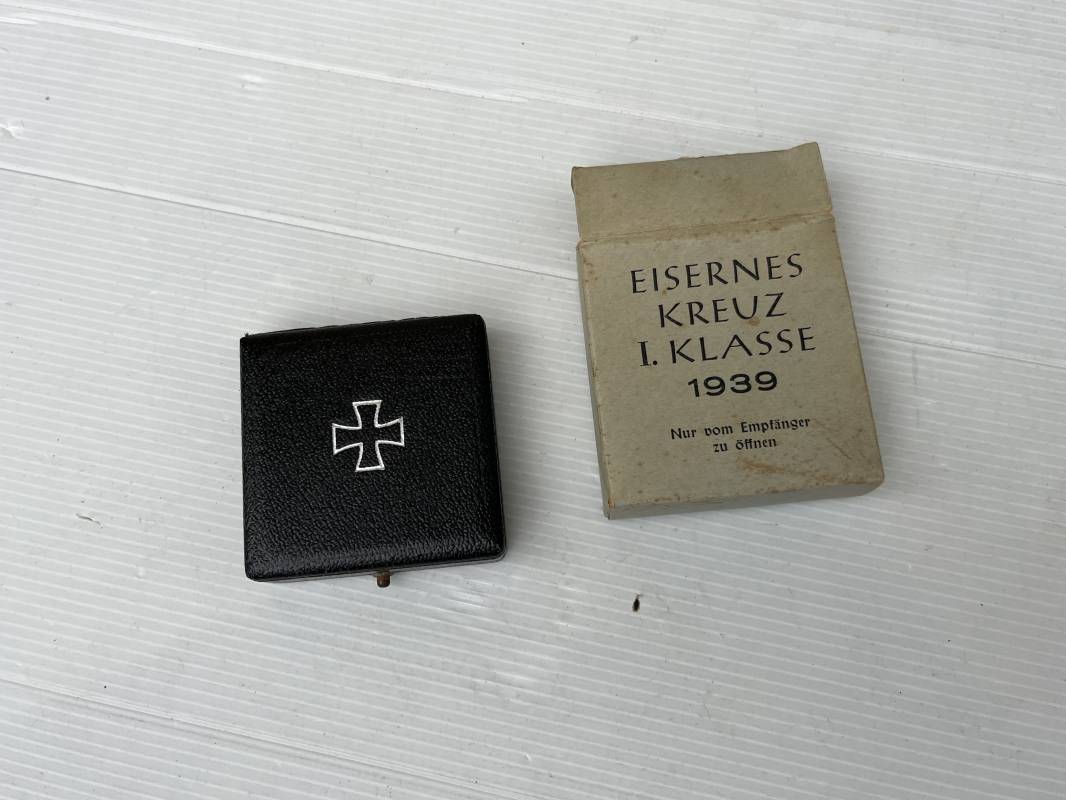 EISERNES
KREUZ
I. KLASSE
1939
Nur vom Empfänger
zu öffnen